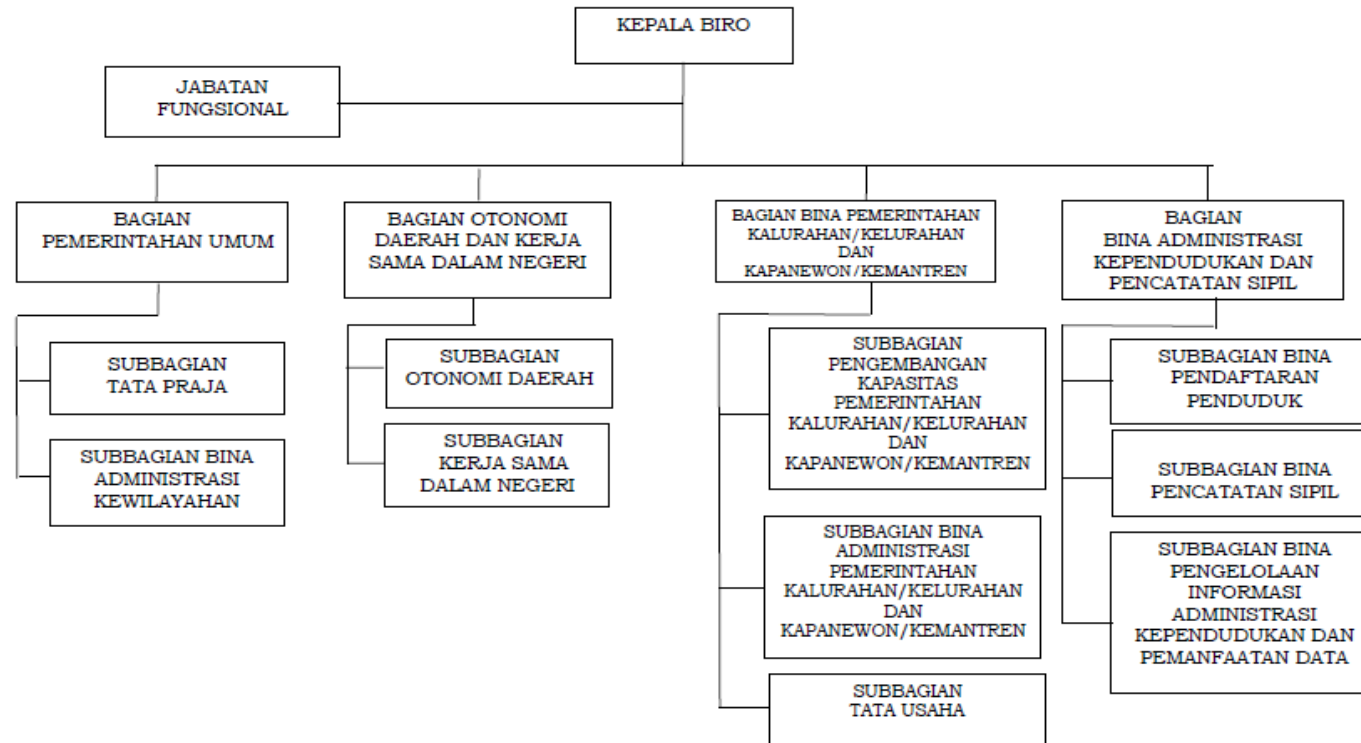 KEPALA BIRO
JABATAN
FUNGSIONAL
BAGIAN
PEMERINTAHAN UMUM
BAGIAN OTONOMI
DAERAH DAN KERJA
SAMA DALAM NEGERI
BAGIAN BINA PEMERINTAHAN
KALURAHAN/KELURAHAN
DAN
KAPANEWON/KEMANTREN
BAGIAN
BINA ADMINISTRASI
KEPENDUDUKAN DAN
PENCATATAN SIPIL
SUBBAGIAN
TATA PRAJA
SUBBAGIAN BINA
ADMINISTRASI
KEWILAYAHAN
SUBBAGIAN
OTONOMI DAERAH
SUBBAGIAN
KERJA SAMA
DALAM NEGERI
SUBBAGIAN
PENGEMBANGAN
KAPASITAS
PEMERINTAHAN
KALURAHAN/KELURAHAN
DAN
KAPANEWON/KEMANTREN
SUBBAGIAN BINA
ADMINISTRASI
PEMERINTAHAN
KALURAHAN/KELURAHAN
DAN
KAPANEWON/KEMANTREN
SUBBAGIAN
TATA USAHA
SUBBAGIAN BINA
PENDAFTARAN
PENDUDUK
SUBBAGIAN BINA
PENCATATAN SIPIL
SUBBAGIAN BINA
PENGELOLAAN
INFORMASI
ADMINISTRASI
KEPENDUDUKAN DAN
PEMANFAATAN DATA